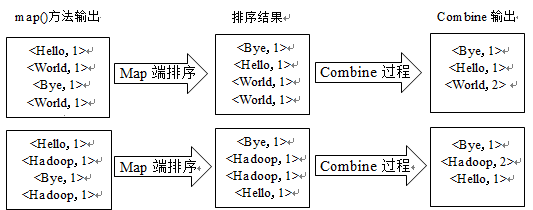 map()方法输出
排序结果
Combine 输出
<Hello, 1>
<World, 1>
<Bye, 1>
<World, 1>
Map 端排序
<Bye, 1>
<Hello, 1>
<World, 1>
<World, 1>
Combine 过程
<Bye, 1>
<Hello, 1>
<World, 2>
<Hello, 1>
<Hadoop, 1>
<Bye, 1>
<Hadoop, 1>
Map 端排序
<Bye, 1>
<Hadoop, 1>
<Hadoop, 1>
<Hello, 1>
Combine 过程
<Bye, 1>
<Hadoop, 2>
<Hello, 1>